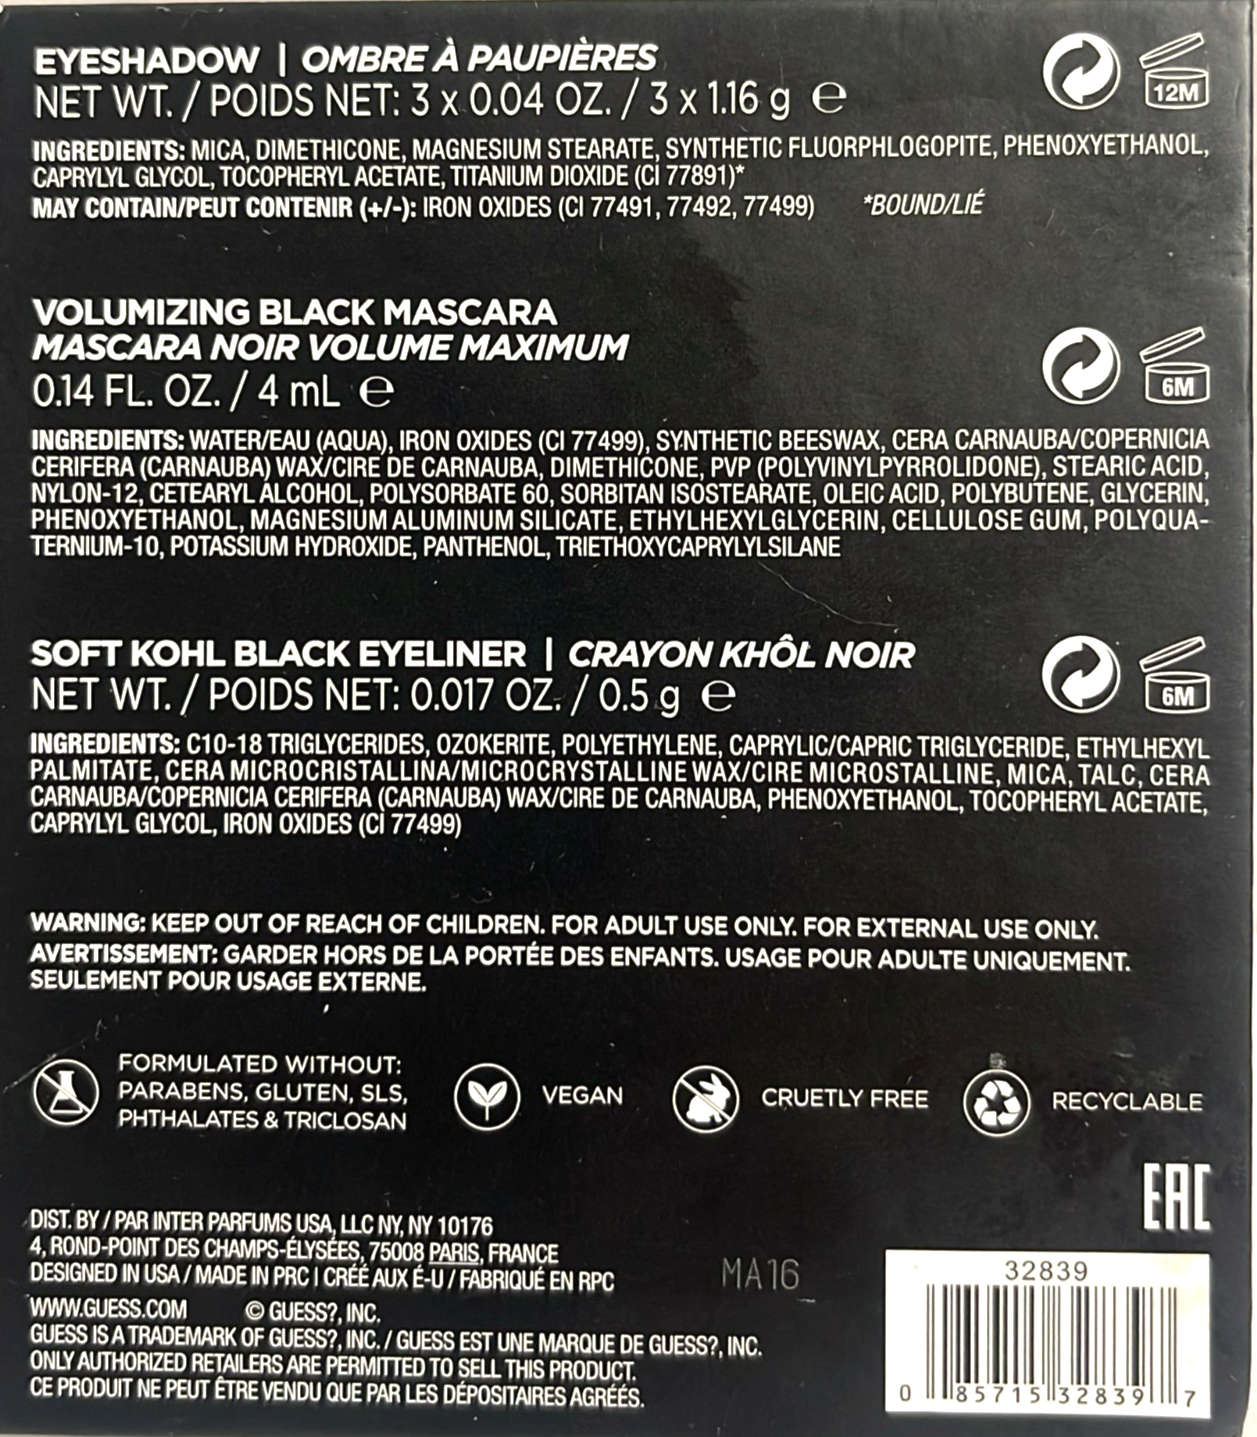 EYESHADOW | OMBRE À PAUPIÈRES
NET WT. / POIDS NET: 3 x 0.04 OZ. / 3 x 1.16 g ℮
12M
INGREDIENTS: MICA, DIMETHICONE, MAGNESIUM STEARATE, SYNTHETIC FLUORPHLOGOPITE, PHENOXYETHANOL,
CAPRYLYL GLYCOL, TOCOPHERYL ACETATE, TITANIUM DIOXIDE (CI 77891)*
MAY CONTAIN/PEUT CONTENIR (+/-): IRON OXIDES (CI 77491, 77492, 77499) *BOUND/LIÉ
VOLUMIZING BLACK MASCARA
MASCARA NOIR VOLUME MAXIMUM
0.14 FL. OZ. / 4 mL ℮
6M
INGREDIENTS: WATER/EAU (AQUA), IRON OXIDES (CI 77499), SYNTHETIC BEESWAX, CERA CARNAUBA/COPERNICIA
CERIFERA (CARNAUBA) WAX/CIRE DE CARNAUBA, DIMETHICONE, PVP (POLYVINYLPYRROLIDONE), STEARIC ACID,
NYLON-12, CETEARYL ALCOHOL, POLYSORBATE 60, SORBITAN ISOSTEARATE, OLEIC ACID, POLYBUTENE, GLYCERIN,
PHENOXYETHANOL, MAGNESIUM ALUMINUM SILICATE, ETHYLHEXYLGLYCERIN, CELLULOSE GUM, POLYQUA-
TERNIUM-10, POTASSIUM HYDROXIDE, PANTHENOL, TRIETHOXYCAPRYLYLSILANE
SOFT KOHL BLACK EYELINER | CRAYON KHÔL NOIR
NET WT. / POIDS NET: 0.017 OZ. / 0.5 g ℮
6M
INGREDIENTS: C10-18 TRIGLYCERIDES, OZOKERITE, POLYETHYLENE, CAPRYLIC/CAPRIC TRIGLYCERIDE, ETHYLHEXYL
PALMITATE, CERA MICROCRISTALLINA/MICROCRYSTALLINE WAX/CIRE MICROSTALLINE, MICA, TALC, CERA
CARNAUBA/COPERNICIA CERIFERA (CARNAUBA) WAX/CIRE DE CARNAUBA, PHENOXYETHANOL, TOCOPHERYL ACETATE,
CAPRYLYL GLYCOL, IRON OXIDES (CI 77499)
WARNING: KEEP OUT OF REACH OF CHILDREN. FOR ADULT USE ONLY. FOR EXTERNAL USE ONLY.
AVERTISSEMENT: GARDER HORS DE LA PORTÉE DES ENFANTS. USAGE POUR ADULTE UNIQUEMENT.
SEULEMENT POUR USAGE EXTERNE.
FORMULATED WITHOUT:
PARABENS, GLUTEN, SLS,
PHTHALATES & TRICLOSAN
VEGAN
CRUETLY FREE
RECYCLABLE
EAC
DIST. BY / PAR INTER PARFUMS USA, LLC NY, NY 10176
4, ROND-POINT DES CHAMPS-ÉLYSÉES, 75008 PARIS, FRANCE
DESIGNED IN USA / MADE IN PRC | CRÉÉ AUX É-U / FABRIQUÉ EN RPC
MA16
WWW.GUESS.COM © GUESS?, INC.
GUESS IS A TRADEMARK OF GUESS?, INC. / GUESS EST UNE MARQUE DE GUESS?, INC.
ONLY AUTHORIZED RETAILERS ARE PERMITTED TO SELL THIS PRODUCT.
CE PRODUIT NE PEUT ÊTRE VENDU QUE PAR LES DÉPOSITAIRES AGRÉÉS.
32839
0 85715 32839 7